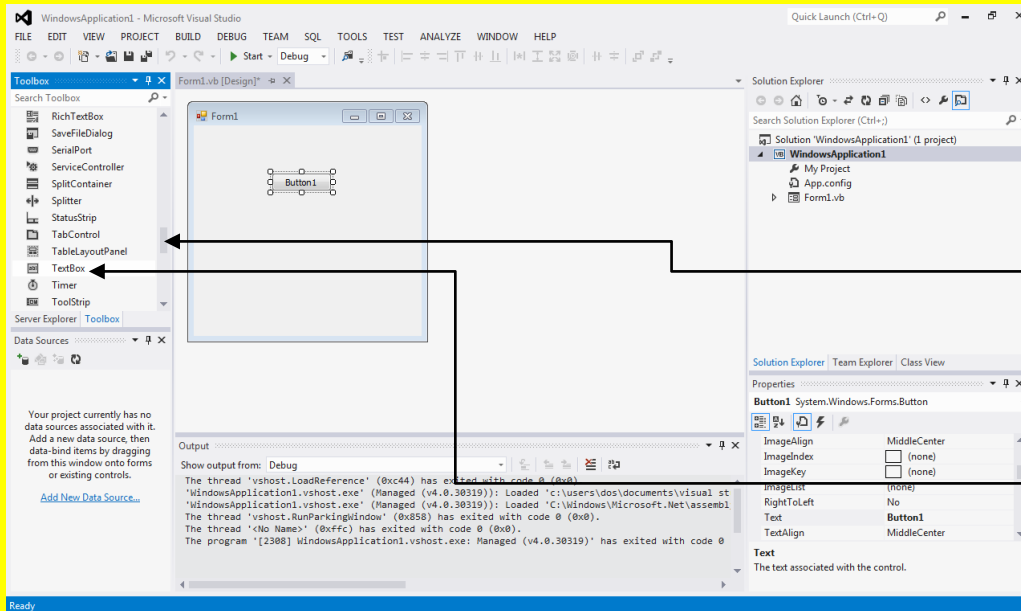 WindowsApplication1 - Microsoft Visual Studio
Quick Launch (Ctrl+Q)
FILE EDIT VIEW PROJECT BUILD DEBUG TEAM SQL TOOLS TEST ANALYZE WINDOW HELP
Start Debug
Toolbox
Search Toolbox
RichTextBox
SaveFileDialog
SerialPort
ServiceController
SplitContainer
Splitter
StatusStrip
TabControl
TableLayoutPanel
TextBox
Timer
ToolStrip
Server Explorer Toolbox
Data Sources
Your project currently has no
data sources associated with it.
Add a new data source, then
data-bind items by dragging
from this window onto forms
or existing controls.
Add New Data Source...
Form1.vb [Design]*
Form1
Button1
Output
Show output from: Debug
The thread 'vshost.LoadReference' (0xc44) has exited with code 0 (0x0).
'WindowsApplication1.vshost.exe' (Managed (v4.0.30319)): Loaded 'c:\users\dos\documents\visual st
'WindowsApplication1.vshost.exe' (Managed (v4.0.30319)): Loaded 'C:\Windows\Microsoft.Net\assembl
The thread 'vshost.RunParkingWindow' (0x858) has exited with code 0 (0x0).
The thread '<No Name>' (0xffc) has exited with code 0 (0x0).
The program '[2308] WindowsApplication1.vshost.exe: Managed (v4.0.30319)' has exited with code 0
Solution Explorer
Search Solution Explorer (Ctrl+;)
Solution 'WindowsApplication1' (1 project)
VB WindowsApplication1
My Project
App.config
Form1.vb
Solution Explorer Team Explorer Class View
Properties
Button1 System.Windows.Forms.Button
ImageAlign MiddleCenter
ImageIndex (none)
ImageKey (none)
ImageList (none)
RightToLeft No
Text Button1
TextAlign MiddleCenter
Text
The text associated with the control.
Ready